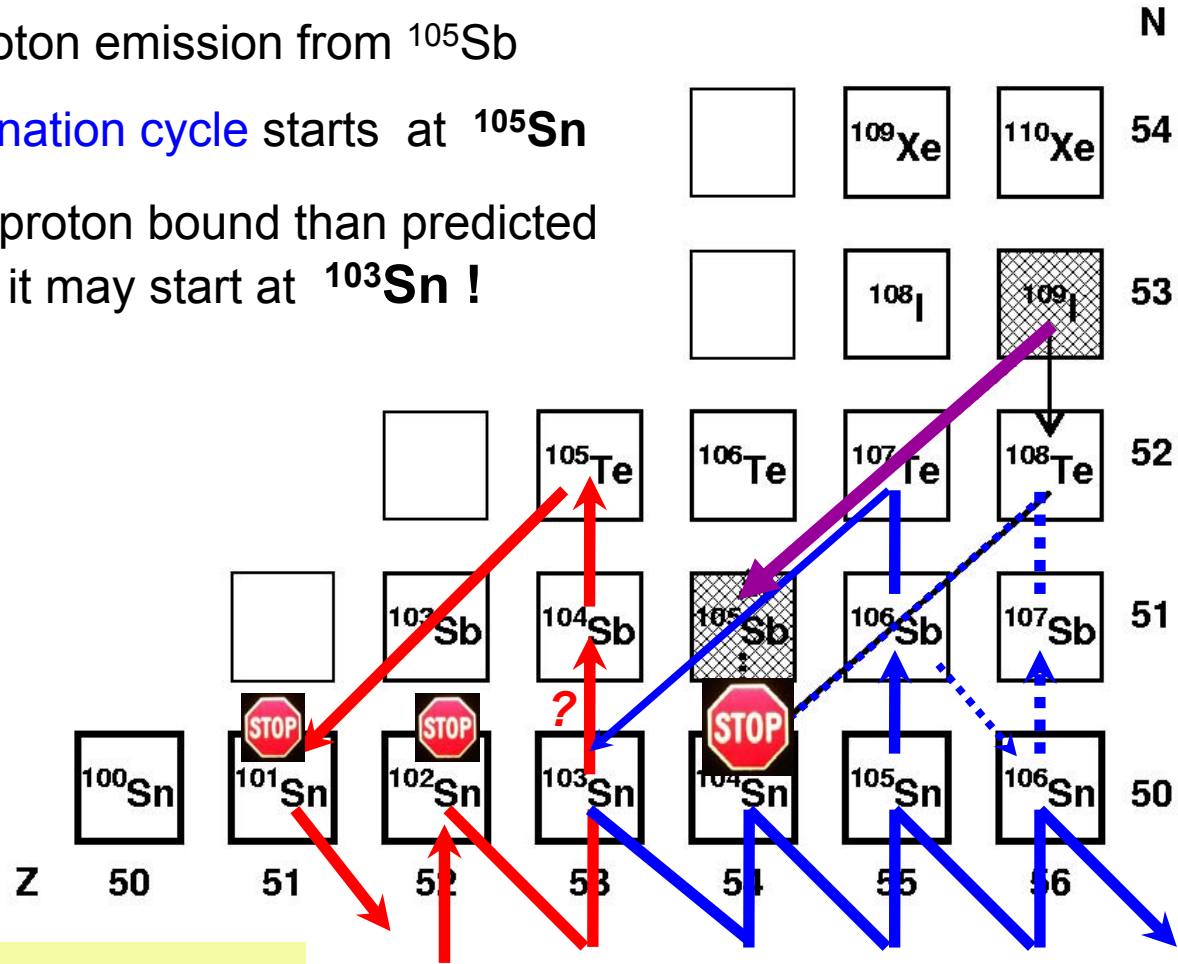 N
oton emission from ¹⁰⁵Sb
nation cycle starts at ¹⁰⁵Sn
proton bound than predicted
it may start at ¹⁰³Sn !
¹⁰⁹Xe ¹¹⁰Xe 54
¹⁰⁸I ¹⁰⁹I 53
¹⁰⁵Te ¹⁰⁶Te ¹⁰⁷Te ¹⁰⁸Te 52
¹⁰³Sb ¹⁰⁴Sb ¹⁰⁵Sb ¹⁰⁶Sb ¹⁰⁷Sb 51
STOP STOP ? STOP
¹⁰⁰Sn ¹⁰¹Sn ¹⁰²Sn ¹⁰³Sn ¹⁰⁴Sn ¹⁰⁵Sn ¹⁰⁶Sn 50
Z 50 51 52 53 54 55 56